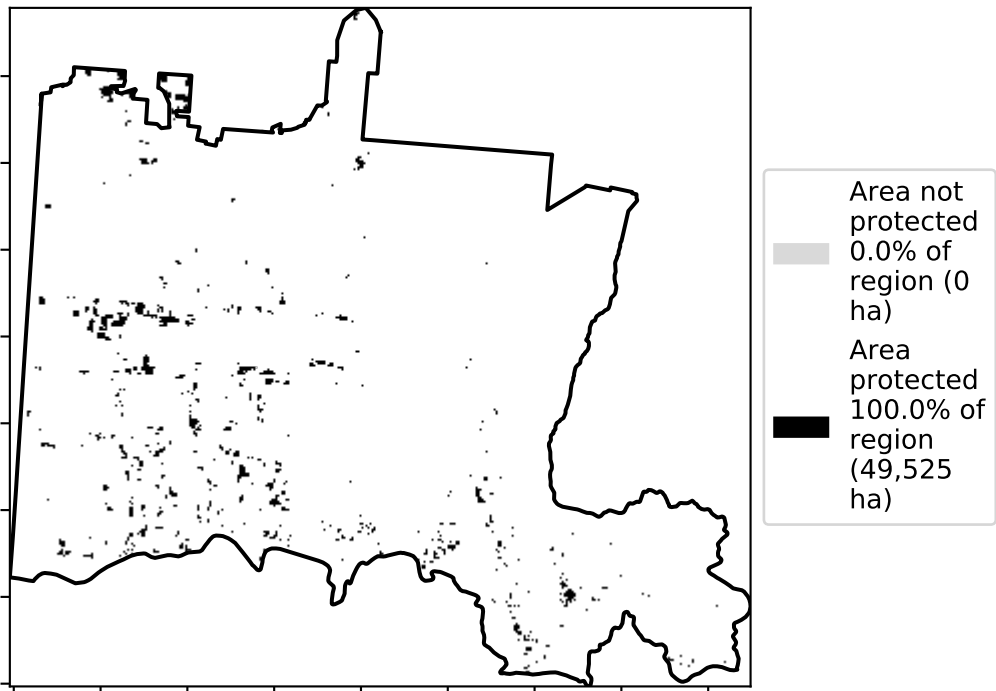 Area not
protected
0.0% of
region (0
ha)
Area
protected
100.0% of
region
(49,525
ha)